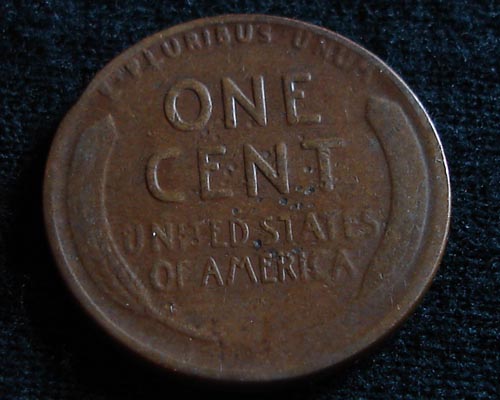 E PLURIBUS UNUM
ONE
CENT
UNITED STATES
OF AMERICA